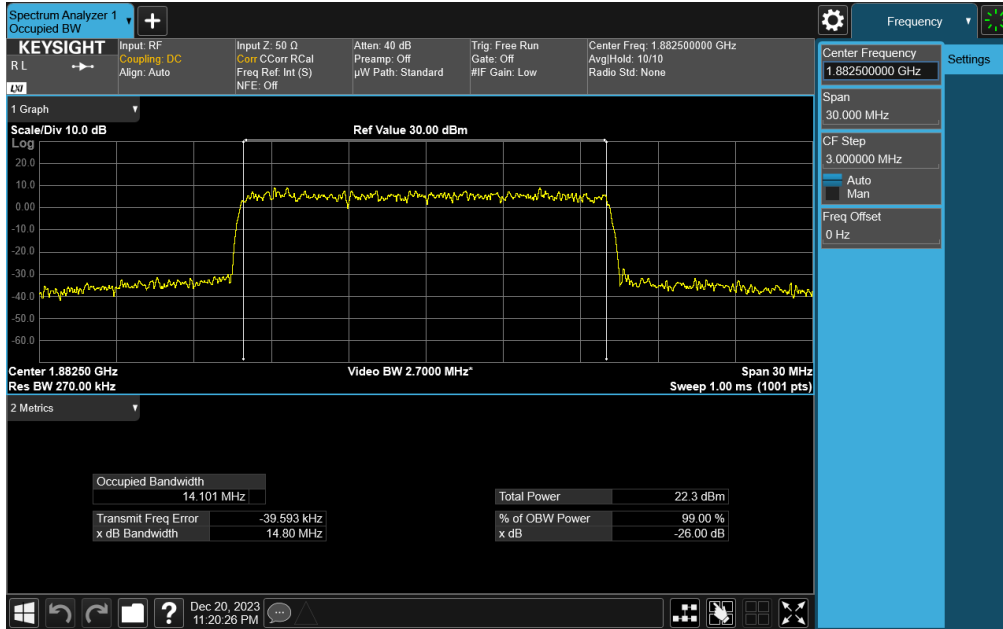 Spectrum Analyzer 1
Occupied BW
+
Frequency
KEYSIGHT
R L
LXI
Input: RF
Coupling: DC
Align: Auto
Input Z: 50 Ω
Corr CCorr RCal
Freq Ref: Int (S)
NFE: Off
Atten: 40 dB
Preamp: Off
µW Path: Standard
Trig: Free Run
Gate: Off
#IF Gain: Low
Center Freq: 1.882500000 GHz
Avg|Hold: 10/10
Radio Std: None
Center Frequency
1.882500000 GHz
Settings
Span
30.000 MHz
CF Step
3.000000 MHz
Auto
Man
Freq Offset
0 Hz
1 Graph
Scale/Div 10.0 dB
Ref Value 30.00 dBm
Log
20.0
10.0
0.00
-10.0
-20.0
-30.0
-40.0
-50.0
-60.0
Center 1.88250 GHz
Video BW 2.7000 MHz*
Span 30 MHz
Res BW 270.00 kHz
Sweep 1.00 ms (1001 pts)
2 Metrics
Occupied Bandwidth
14.101 MHz
Total Power 22.3 dBm
Transmit Freq Error -39.593 kHz
% of OBW Power 99.00 %
x dB Bandwidth 14.80 MHz
x dB -26.00 dB
?
Dec 20, 2023
11:20:26 PM